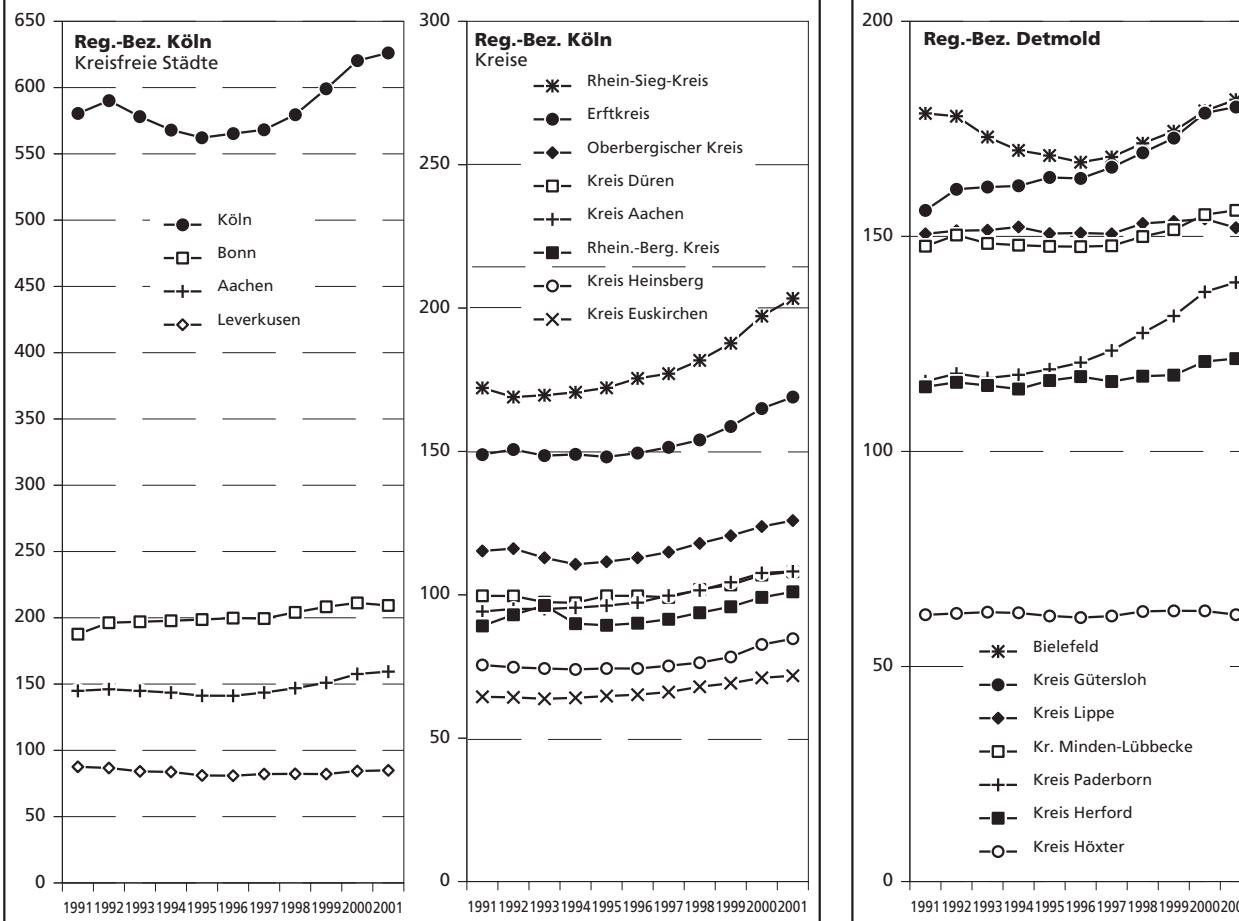 Reg.-Bez. Köln
Kreisfreie Städte
650
600
550
500
450
400
350
300
250
200
150
100
50
0
Köln
Bonn
Aachen
Leverkusen
1991 1992 1993 1994 1995 1996 1997 1998 1999 2000 2001
Reg.-Bez. Köln
Kreise
300
250
200
150
100
50
0
Rhein-Sieg-Kreis
Erftkreis
Oberbergischer Kreis
Kreis Düren
Kreis Aachen
Rhein.-Berg. Kreis
Kreis Heinsberg
Kreis Euskirchen
1991 1992 1993 1994 1995 1996 1997 1998 1999 2000 2001
Reg.-Bez. Detmold
200
150
100
50
0
Bielefeld
Kreis Gütersloh
Kreis Lippe
Kr. Minden-Lübbecke
Kreis Paderborn
Kreis Herford
Kreis Höxter
1991 1992 1993 1994 1995 1996 1997 1998 1999 2000